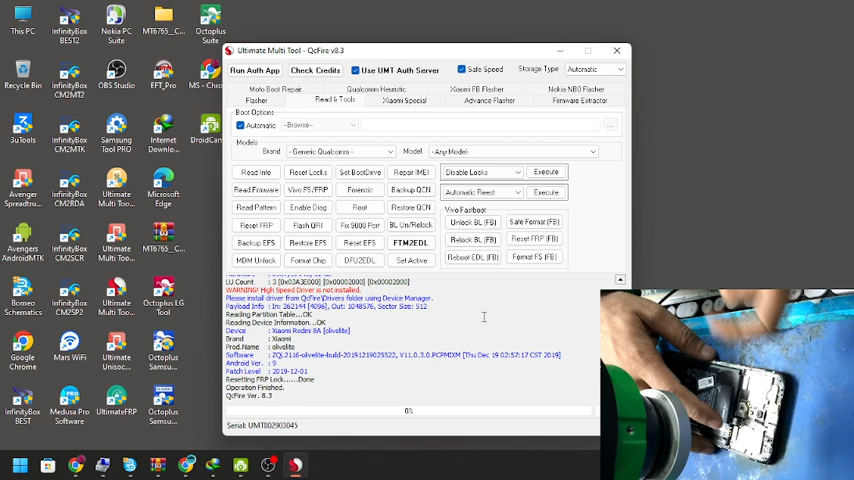 This PC
InfinityBox
BEST2
Nokia PC
Suite
MT6765__C...
Octoplus
Suite
Recycle Bin
InfinityBox
CM2MT2
OBS Studio
EFT_Pro
MS - Chro
3uTools
InfinityBox
CM2MTK
Samsung
Tool PRO
Internet
Downlo...
DroidCam
Avenger
Spreadtru...
InfinityBox
CM2RDA
Ultimate
Multi Too...
Microsoft
Edge
Avengers
AndroidMTK
InfinityBox
CM2SCR
Ultimate
Multi Too...
MT6765__C...
Borneo
Schematics
InfinityBox
CM2SP2
Ultimate
Multi Tool...
Octoplus LG
Tool
Google
Chrome
Mars WiFi
Ultimate
Unisoc...
Octoplus
Samsu...
InfinityBox
BEST
Medusa Pro
Software
UltimateFRP
Octoplus
Samsu...
Ultimate Multi Tool - QcFire v8.3
Run Auth App
Check Credits
Use UMT Auth Server
Safe Speed
Storage Type
Automatic
Moto Boot Repair
Qualcomm Heuristic
Xiaomi FB Flasher
Nokia NB0 Flasher
Flasher
Read & Tools
Xiaomi Special
Advance Flasher
Firmware Extractor
Boot Options
Automatic
--Browse--
...
Models
Brand
- Generic Qualcomm -
Model
-Any Model-
Read Info
Reset Locks
Set BootDrive
Repair IMEI
Disable Locks
Execute
Read Firmware
Vivo FS/FRP
Forensic
Backup QCN
Automatic Reest
Execute
Read Pattern
Enable Diag
Root
Restore QCN
Vivo Fastboot
Reset FRP
Flash QRI
Fix 9008 Port
BL Un/Relock
Unlock BL (FB)
Safe Format (FB)
Backup EFS
Restore EFS
Reset EFS
FTM2EDL
Relock BL (FB)
Reset FRP (FB)
MDM Unlock
Format Chip
DFU2EDL
Set Active
Reboot EDL (FB)
Format FS (FB)
LU Count : 3 [0x03A3E000] [0x00002000] [0x00002000]
WARNING! High Speed Driver is not installed.
Please install driver from QcFire\Drivers folder using Device Manager.
Payload Info : In: 262144 [4096], Out: 1048576, Sector Size: 512
Reading Partition Table...OK
Reading Device Information...OK
Device : Xiaomi Redmi 8A [olivelite]
Brand : Xiaomi
Prod.Name : olivelite
Software : ZQL2116-olivelite-build-20191219025522, V11.0.3.0.PCPMIXM [Thu Dec 19 02:57:17 CST 2019]
Android Ver. : 9
Patch Level : 2019-12-01
Resetting FRP Lock......Done
Operation Finished.
QcFire Ver. 8.3
0%
Serial: UMT802903045